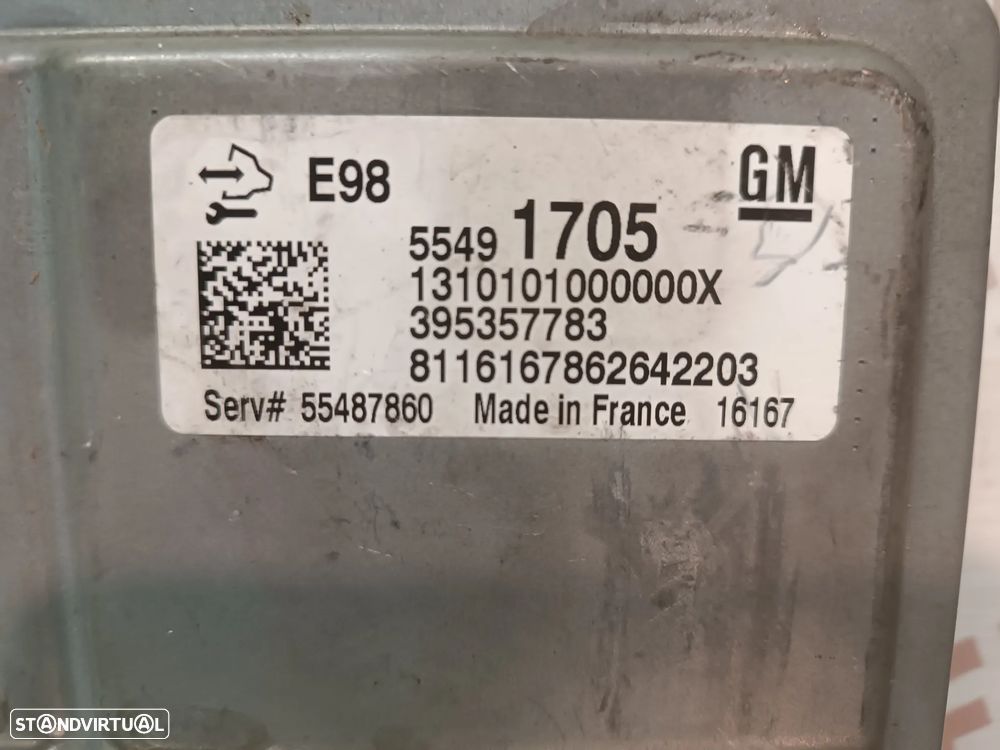 E98
GM
5549 1705
1310101000000X
395357783
8116167862642203
Serv# 55487860 Made in France 16167
STANDVIRTUAL